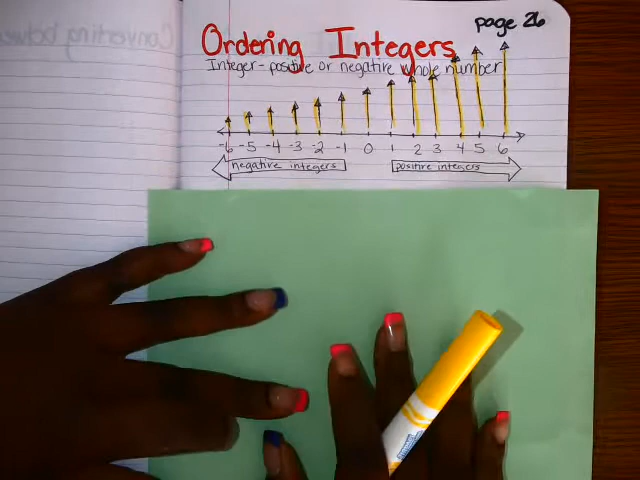 page 26
Ordering Integers
Integer - positive or negative whole number
-6 -5 -4 -3 -2 -1 0 1 2 3 4 5 6
negative integers positive integers